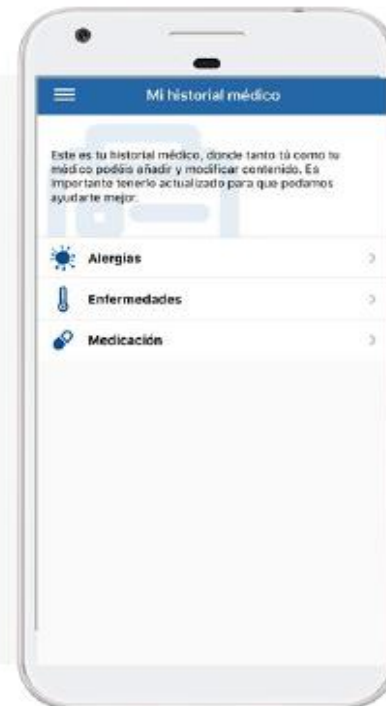 Mi historial médico
Este es tu historial médico, donde tanto tú como tu
médico podéis añadir y modificar contenido. Es
importante tenerlo actualizado para que podamos
ayudarte mejor.
Alergias
Enfermedades
Medicación